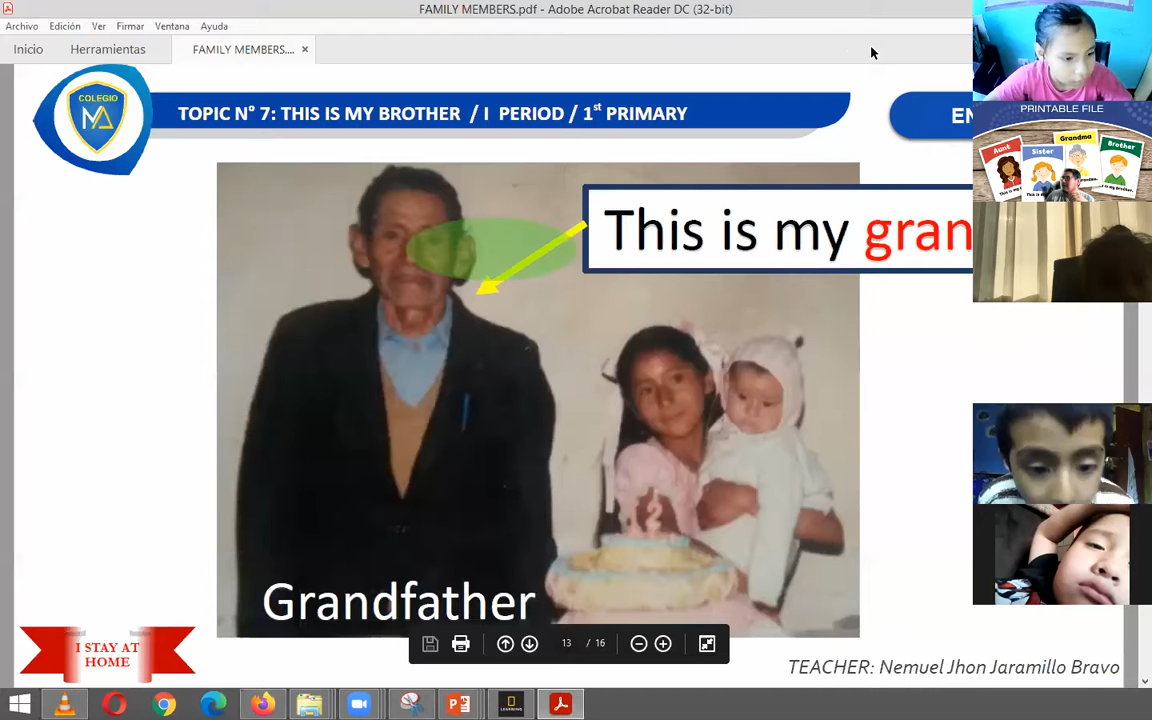 FAMILY MEMBERS.pdf - Adobe Acrobat Reader DC (32-bit)
Archivo Edición Ver Firmar Ventana Ayuda
Inicio Herramientas FAMILY MEMBERS.... ×
COLEGIO
TOPIC N° 7: THIS IS MY BROTHER / I PERIOD / 1st PRIMARY
EN
PRINTABLE FILE
Aunt
Sister
Grandma
Brother
This is my gran
Grandfather
I STAY AT
HOME
13 / 16
TEACHER: Nemuel Jhon Jaramillo Bravo